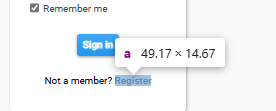 Remember me
Sign in
a 49.17 × 14.67
Not a member? Register